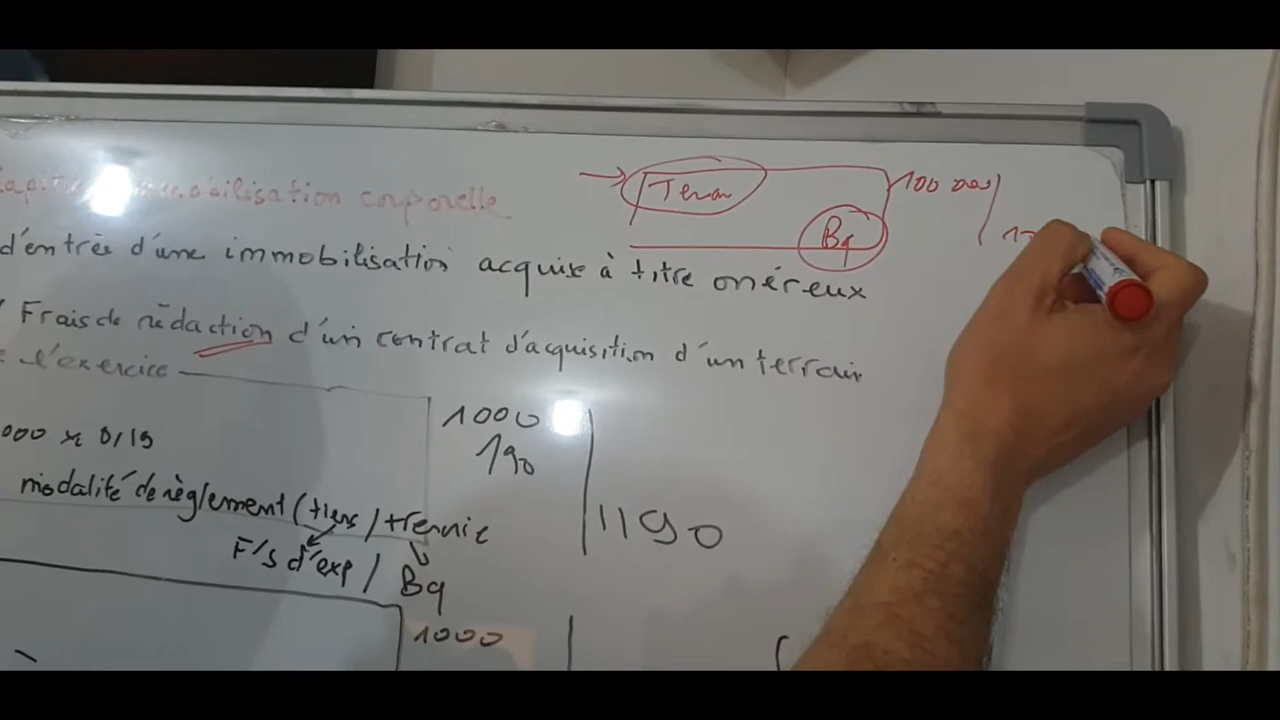 immobilisation corporelle
Terrain 100 000
Bq
d'entrée d'une immobilisation acquise à titre onéreux
Frais de rédaction d'un contrat d'acquisition d'un terrain
l'exercice
1000
190
000 x 0,19
modalité de règlement (tiers / trennie
1190
F/s d'exp / Bq
1000